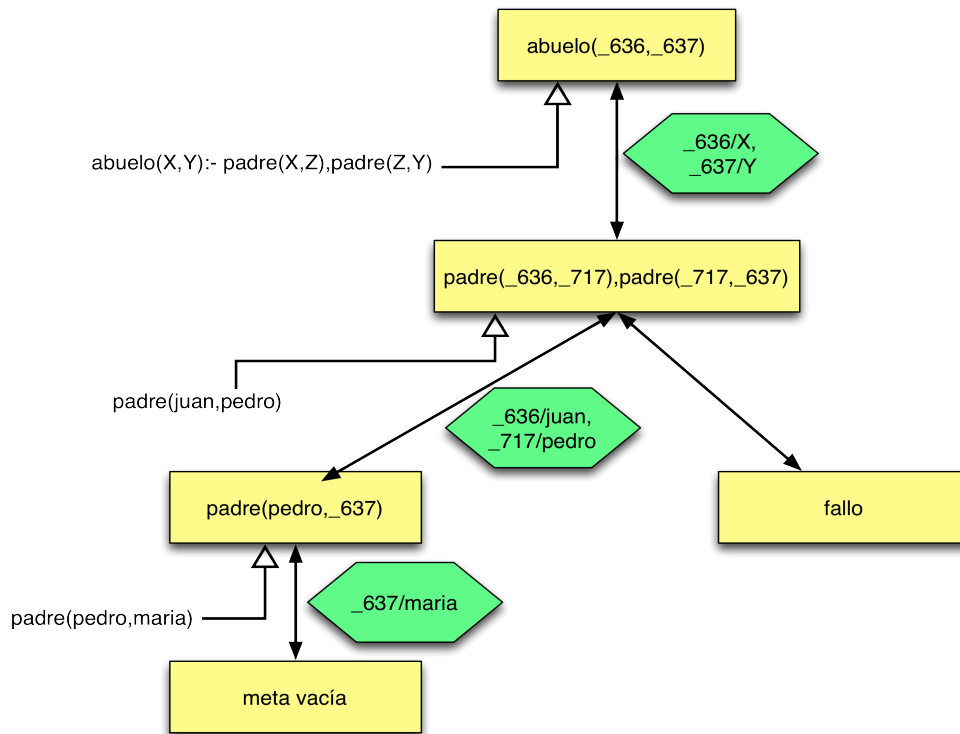 abuelo(_636,_637)
abuelo(X,Y):- padre(X,Z),padre(Z,Y)
_636/X,
_637/Y
padre(_636,_717),padre(_717,_637)
padre(juan,pedro)
_636/juan,
_717/pedro
padre(pedro,_637)
fallo
padre(pedro,maria)
_637/maria
meta vacía